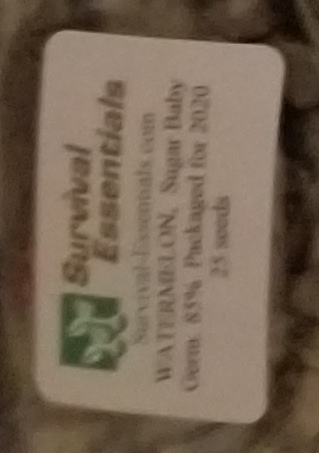 Survival
Essentials
Survival-Essentials.com
WATERMELON, Sugar Baby
Germ. 85% Packaged for 2020
25 seeds